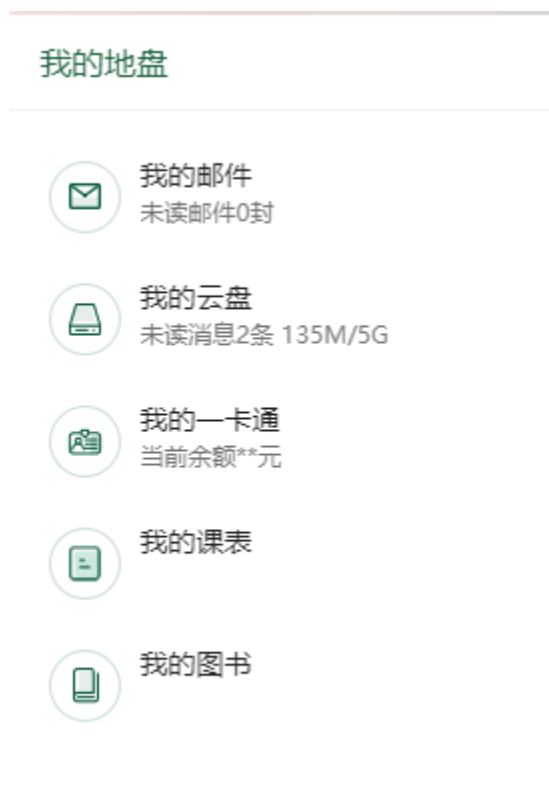 我的地盘
我的邮件
未读邮件0封
我的云盘
未读消息2条 135M/5G
我的一卡通
当前余额**元
我的课表
我的图书